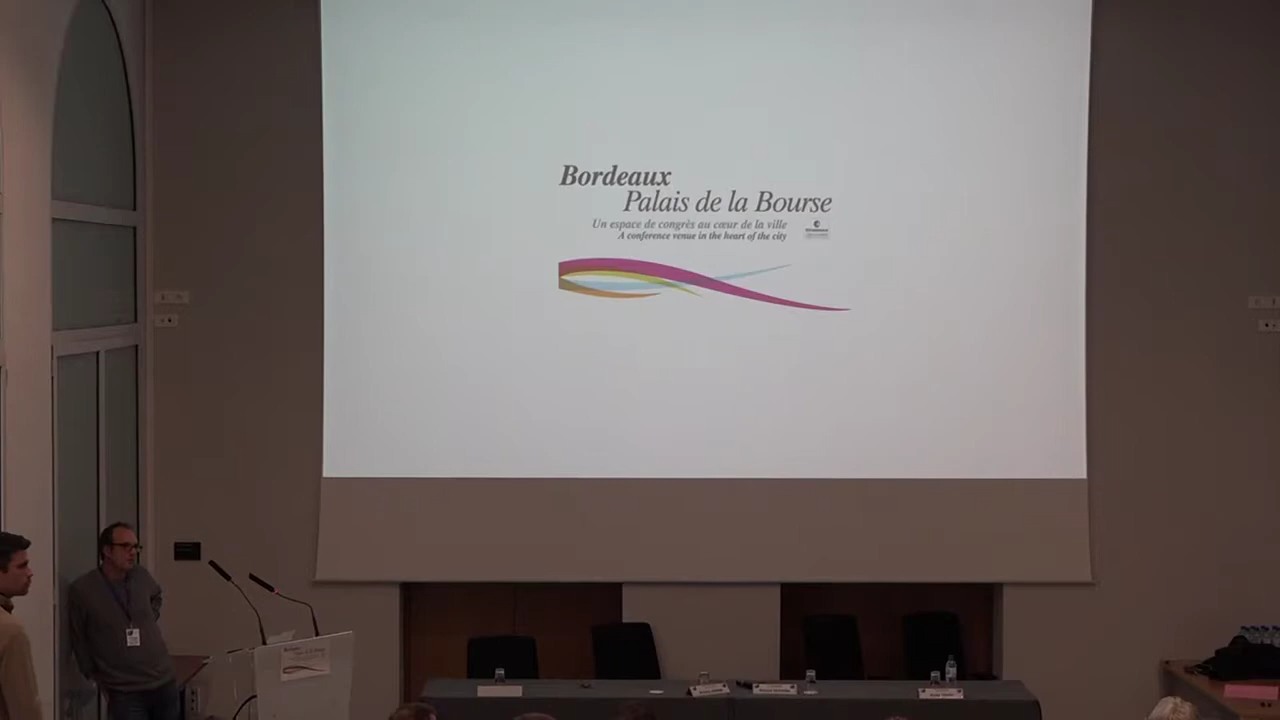 Bordeaux
Palais de la Bourse
Un espace de congrès au cœur de la ville
A conference venue in the heart of the city